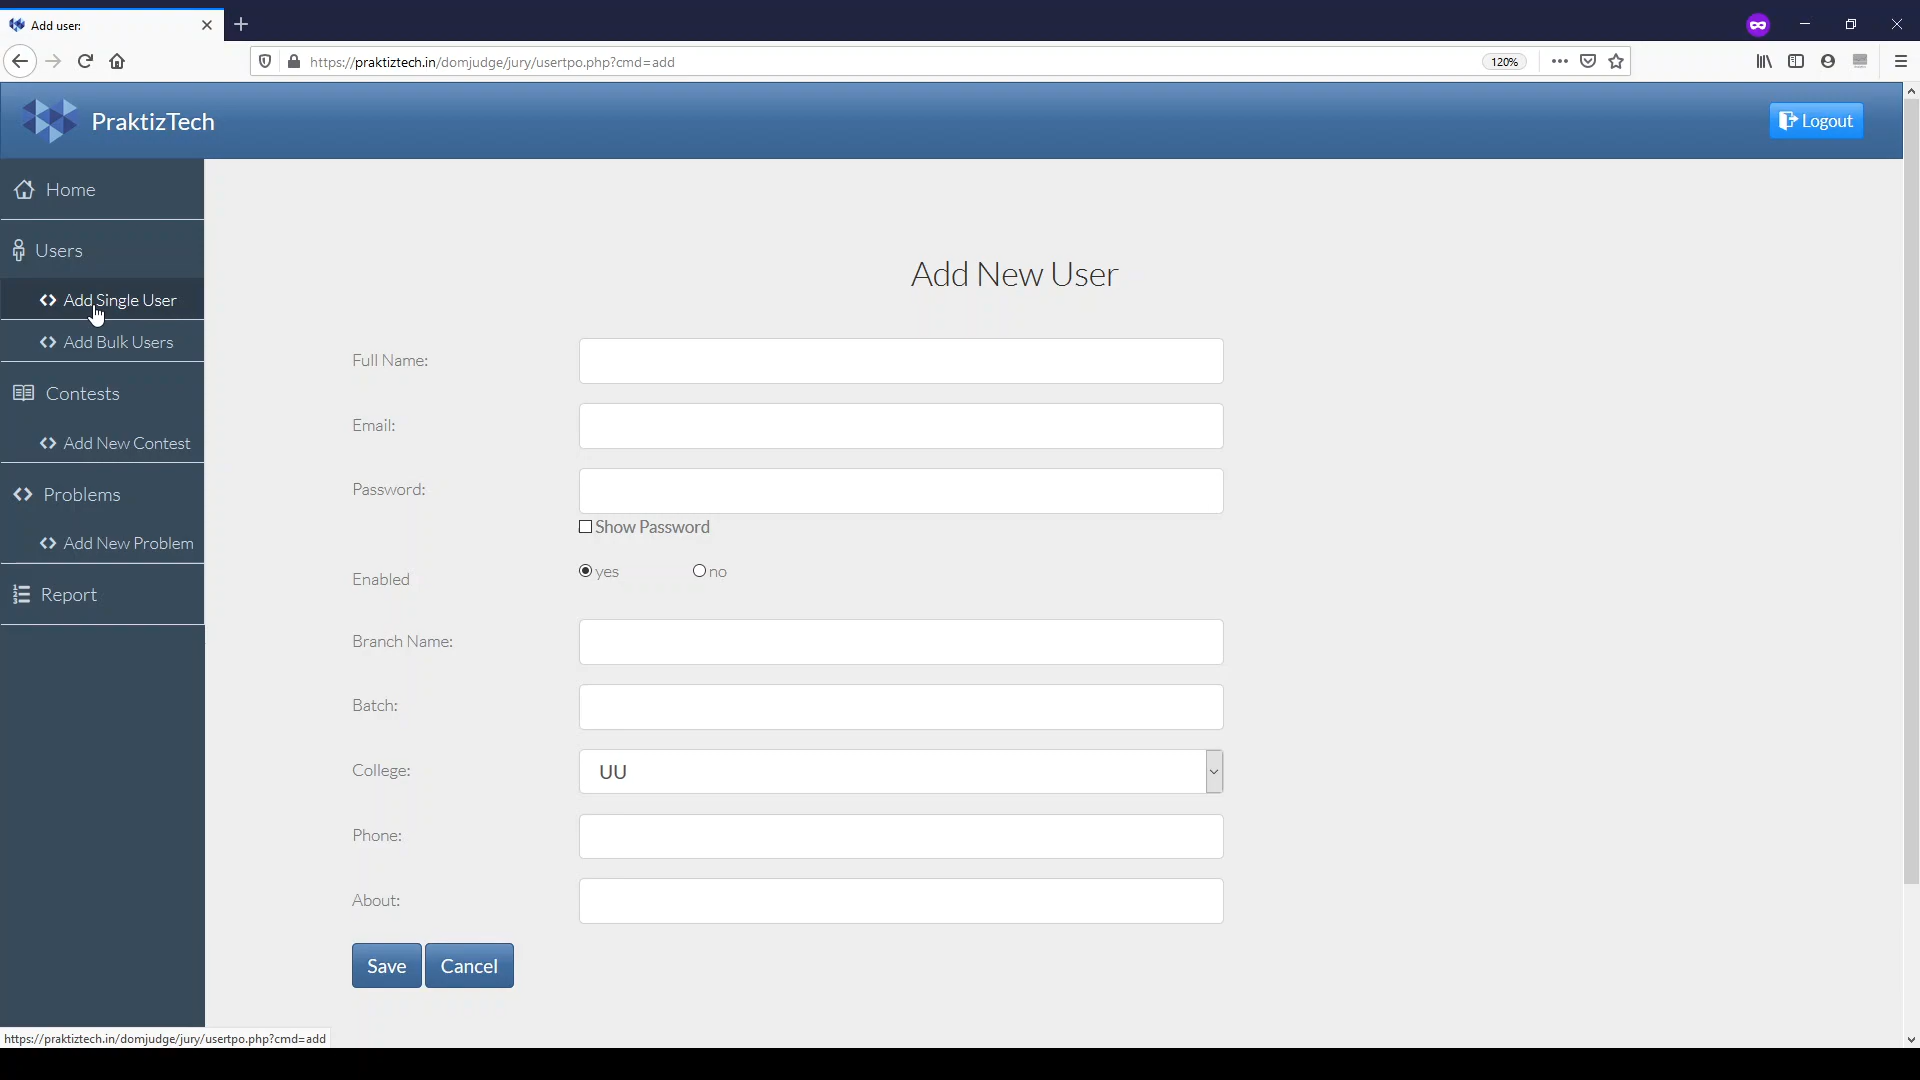 Add user:
https://praktiztech.in/domjudge/jury/usertpo.php?cmd=add
120%
PraktizTech
Logout
Home
Users
Add Single User
Add Bulk Users
Contests
Add New Contest
Problems
Add New Problem
Report
Add New User
Full Name:
Email:
Password:
Show Password
Enabled
yes no
Branch Name:
Batch:
College:
UU
Phone:
About:
Save Cancel
https://praktiztech.in/domjudge/jury/usertpo.php?cmd=add